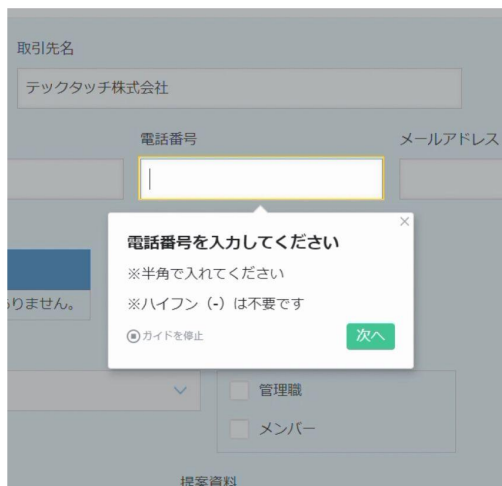 取引先名
テックタッチ株式会社
電話番号
メールアドレス
電話番号を入力してください
※半角で入れてください
ありません。
※ハイフン（-）は不要です
ガイドを停止
次へ
管理職
メンバー
提案資料